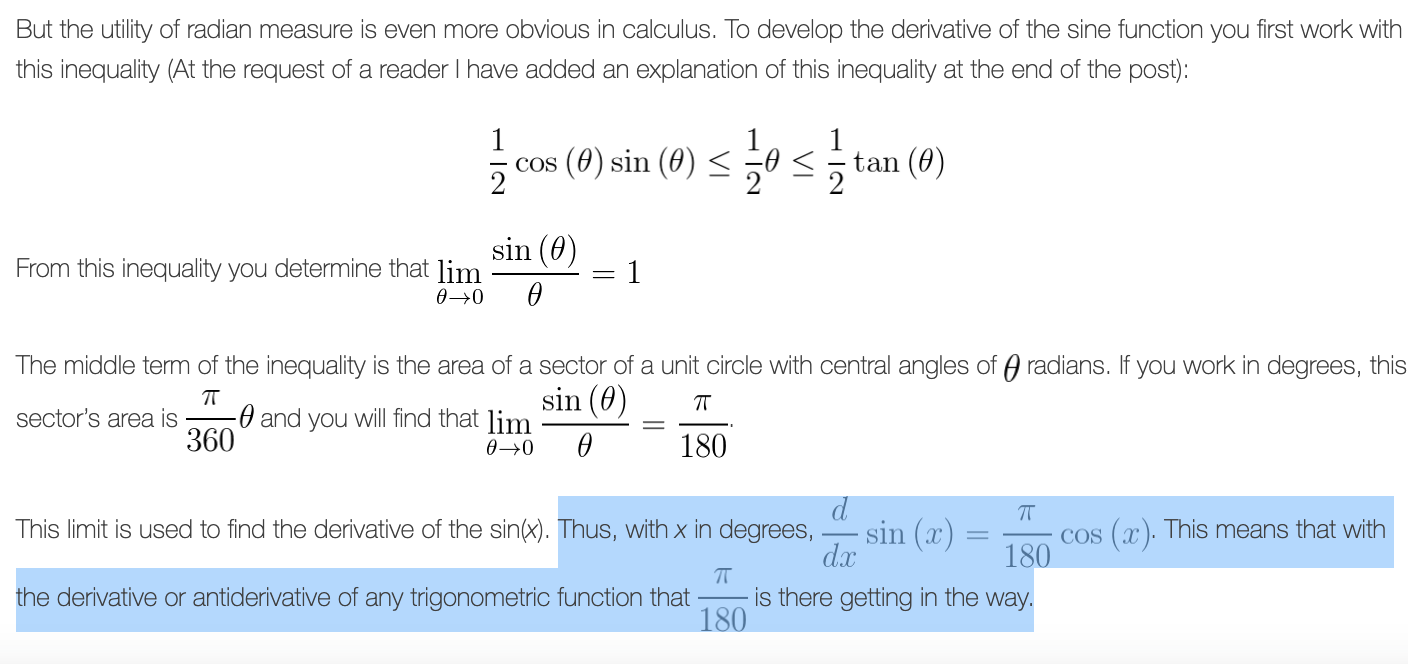 But the utility of radian measure is even more obvious in calculus. To develop the derivative of the sine function you first work with
this inequality (At the request of a reader I have added an explanation of this inequality at the end of the post):
$\frac{1}{2}\cos(\theta)\sin(\theta) \leq \frac{1}{2}\theta \leq \frac{1}{2}\tan(\theta)$
From this inequality you determine that $\lim_{\theta \to 0} \frac{\sin(\theta)}{\theta} = 1$
The middle term of the inequality is the area of a sector of a unit circle with central angles of $\theta$ radians. If you work in degrees, this
sector's area is $\frac{\pi}{360}\theta$ and you will find that $\lim_{\theta \to 0} \frac{\sin(\theta)}{\theta} = \frac{\pi}{180}$.
This limit is used to find the derivative of the sin(x). Thus, with x in degrees, $\frac{d}{dx}\sin(x) = \frac{\pi}{180}\cos(x)$. This means that with
the derivative or antiderivative of any trigonometric function that $\frac{\pi}{180}$ is there getting in the way.